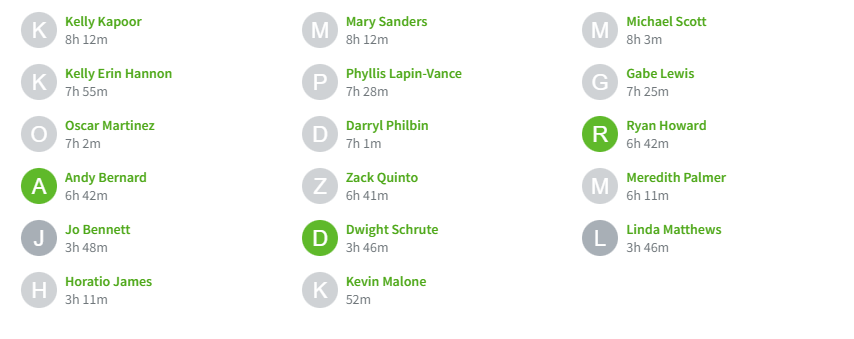 K Kelly Kapoor
8h 12m
M Mary Sanders
8h 12m
M Michael Scott
8h 3m
K Kelly Erin Hannon
7h 55m
P Phyllis Lapin-Vance
7h 28m
G Gabe Lewis
7h 25m
O Oscar Martinez
7h 2m
D Darryl Philbin
7h 1m
R Ryan Howard
6h 42m
A Andy Bernard
6h 42m
Z Zack Quinto
6h 41m
M Meredith Palmer
6h 11m
J Jo Bennett
3h 48m
D Dwight Schrute
3h 46m
L Linda Matthews
3h 46m
H Horatio James
3h 11m
K Kevin Malone
52m